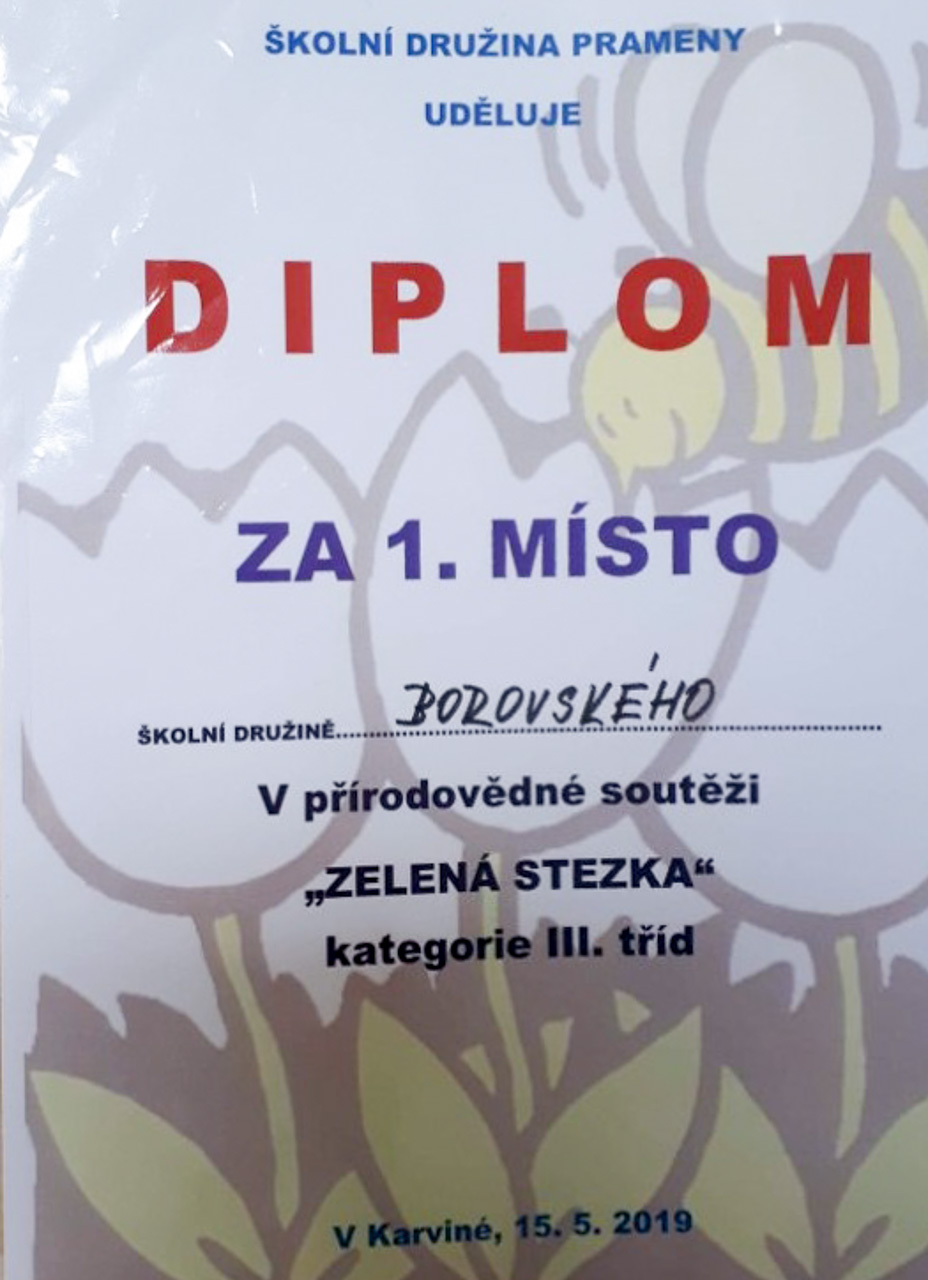 ŠKOLNÍ DRUŽINA PRAMENY
UDĚLUJE
DIPLOM
ZA 1. MÍSTO
ŠKOLNÍ DRUŽINĚ BOROVSKÉHO
V přírodovědné soutěži
„ZELENÁ STEZKA“
kategorie III. tříd
V Karviné, 15. 5. 2019